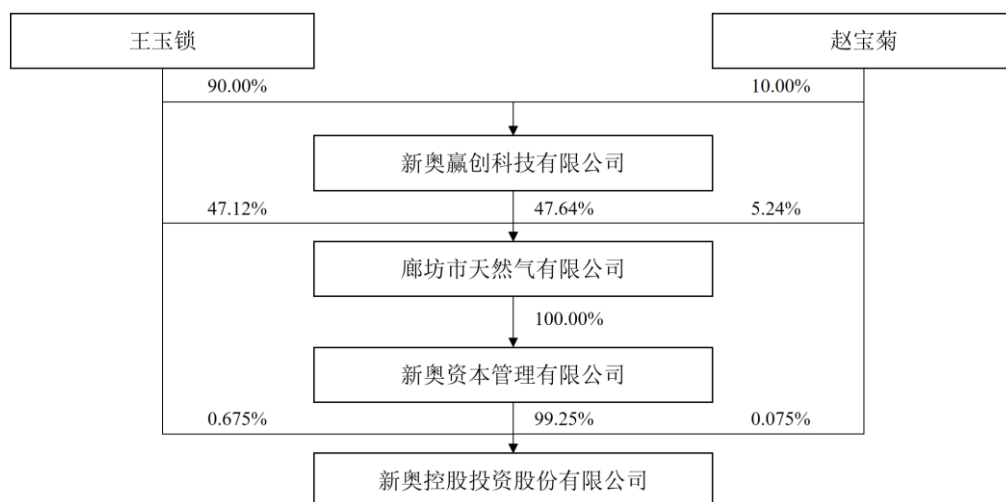 王玉锁
赵宝菊
90.00%
10.00%
新奥赢创科技有限公司
47.12%
47.64%
5.24%
廊坊市天然气有限公司
100.00%
新奥资本管理有限公司
0.675%
99.25%
0.075%
新奥控股投资股份有限公司